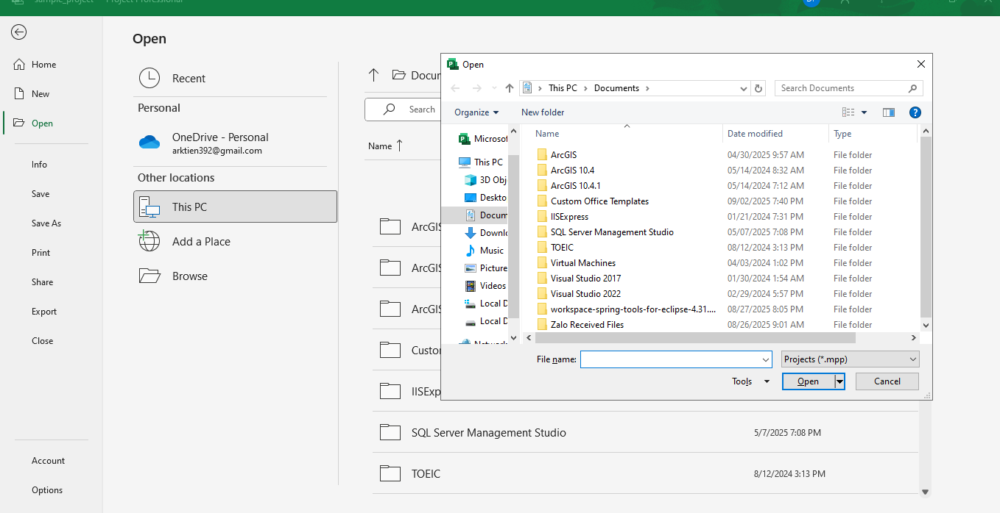 sample_project - Project Professional
Home
New
Open
Info
Save
Save As
Print
Share
Export
Close
Account
Options
Open
Recent
Personal
OneDrive - Personal
arktien392@gmail.com
Other locations
This PC
Add a Place
Browse
Docu
Search
Name
ArcGIS
ArcGIS
ArcGIS
Custo
IISExp
SQL Server Management Studio 5/7/2025 7:08 PM
TOEIC 8/12/2024 3:13 PM
Open
This PC > Documents >
Search Documents
Organize New folder
?
Microsof
This PC
3D Obj
Deskto
Docum
Downlo
Music
Picture
Videos
Local D
Local D
Network
Name Date modified Type
ArcGIS 04/30/2025 9:57 AM File folder
ArcGIS 10.4 05/14/2024 8:32 AM File folder
ArcGIS 10.4.1 05/14/2024 7:12 AM File folder
Custom Office Templates 09/02/2025 7:40 PM File folder
IISExpress 01/21/2024 7:31 PM File folder
SQL Server Management Studio 05/07/2025 7:08 PM File folder
TOEIC 08/12/2024 3:13 PM File folder
Virtual Machines 04/03/2024 1:02 PM File folder
Visual Studio 2017 01/30/2024 1:54 AM File folder
Visual Studio 2022 02/29/2024 5:57 PM File folder
workspace-spring-tools-for-eclipse-4.31.... 08/27/2025 8:05 PM File folder
Zalo Received Files 08/26/2025 9:01 AM File folder
File name: Projects (*.mpp)
Tools Open Cancel